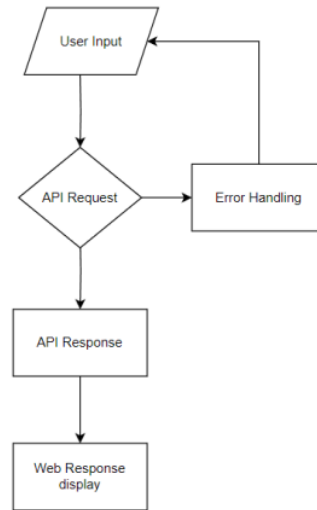 User Input
API Request
Error Handling
API Response
Web Response
display